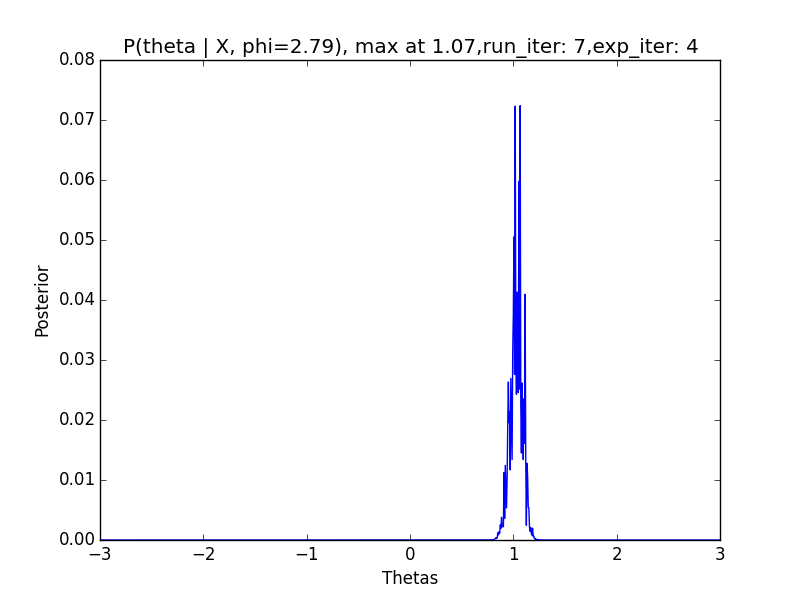 P(theta | X, phi=2.79), max at 1.07,run_iter: 7,exp_iter: 4
0.08
0.07
0.06
0.05
0.04
0.03
0.02
0.01
0.00
Posterior
−3 −2 −1 0 1 2 3
Thetas